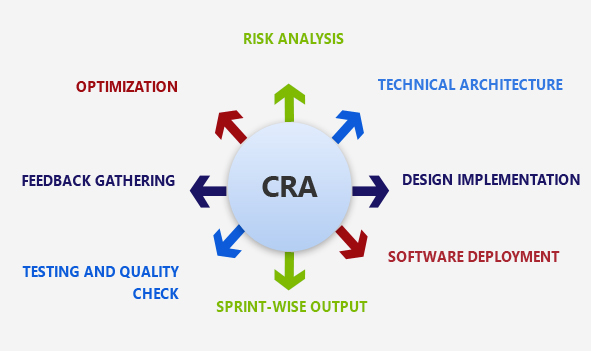 RISK ANALYSIS
OPTIMIZATION
TECHNICAL ARCHITECTURE
FEEDBACK GATHERING
CRA
DESIGN IMPLEMENTATION
SOFTWARE DEPLOYMENT
TESTING AND QUALITY
CHECK
SPRINT-WISE OUTPUT